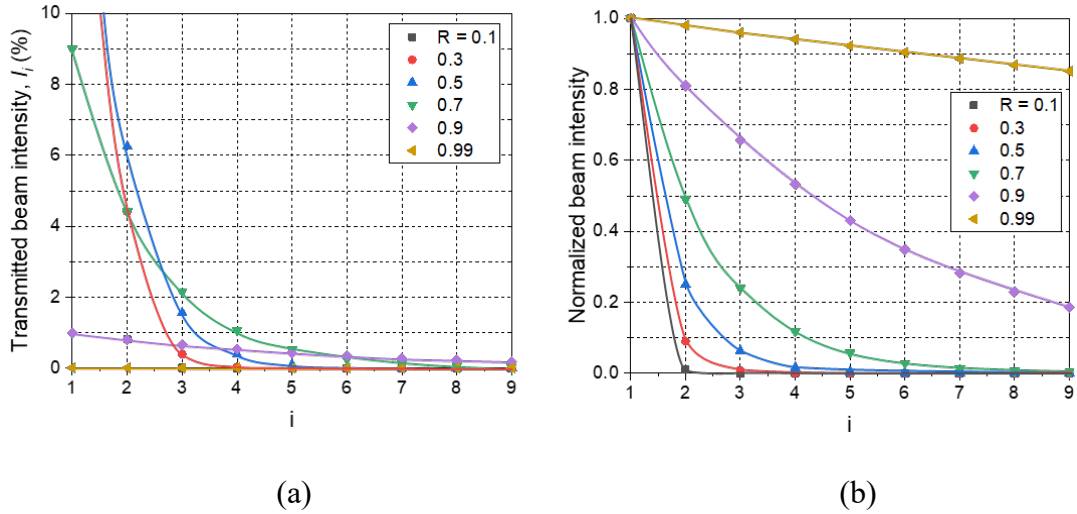 Transmitted beam intensity, I_i (%)
10
8
6
4
2
0
1 2 3 4 5 6 7 8 9
i
R = 0.1
0.3
0.5
0.7
0.9
0.99
(a)
Normalized beam intensity
1.0
0.8
0.6
0.4
0.2
0.0
1 2 3 4 5 6 7 8 9
i
R = 0.1
0.3
0.5
0.7
0.9
0.99
(b)